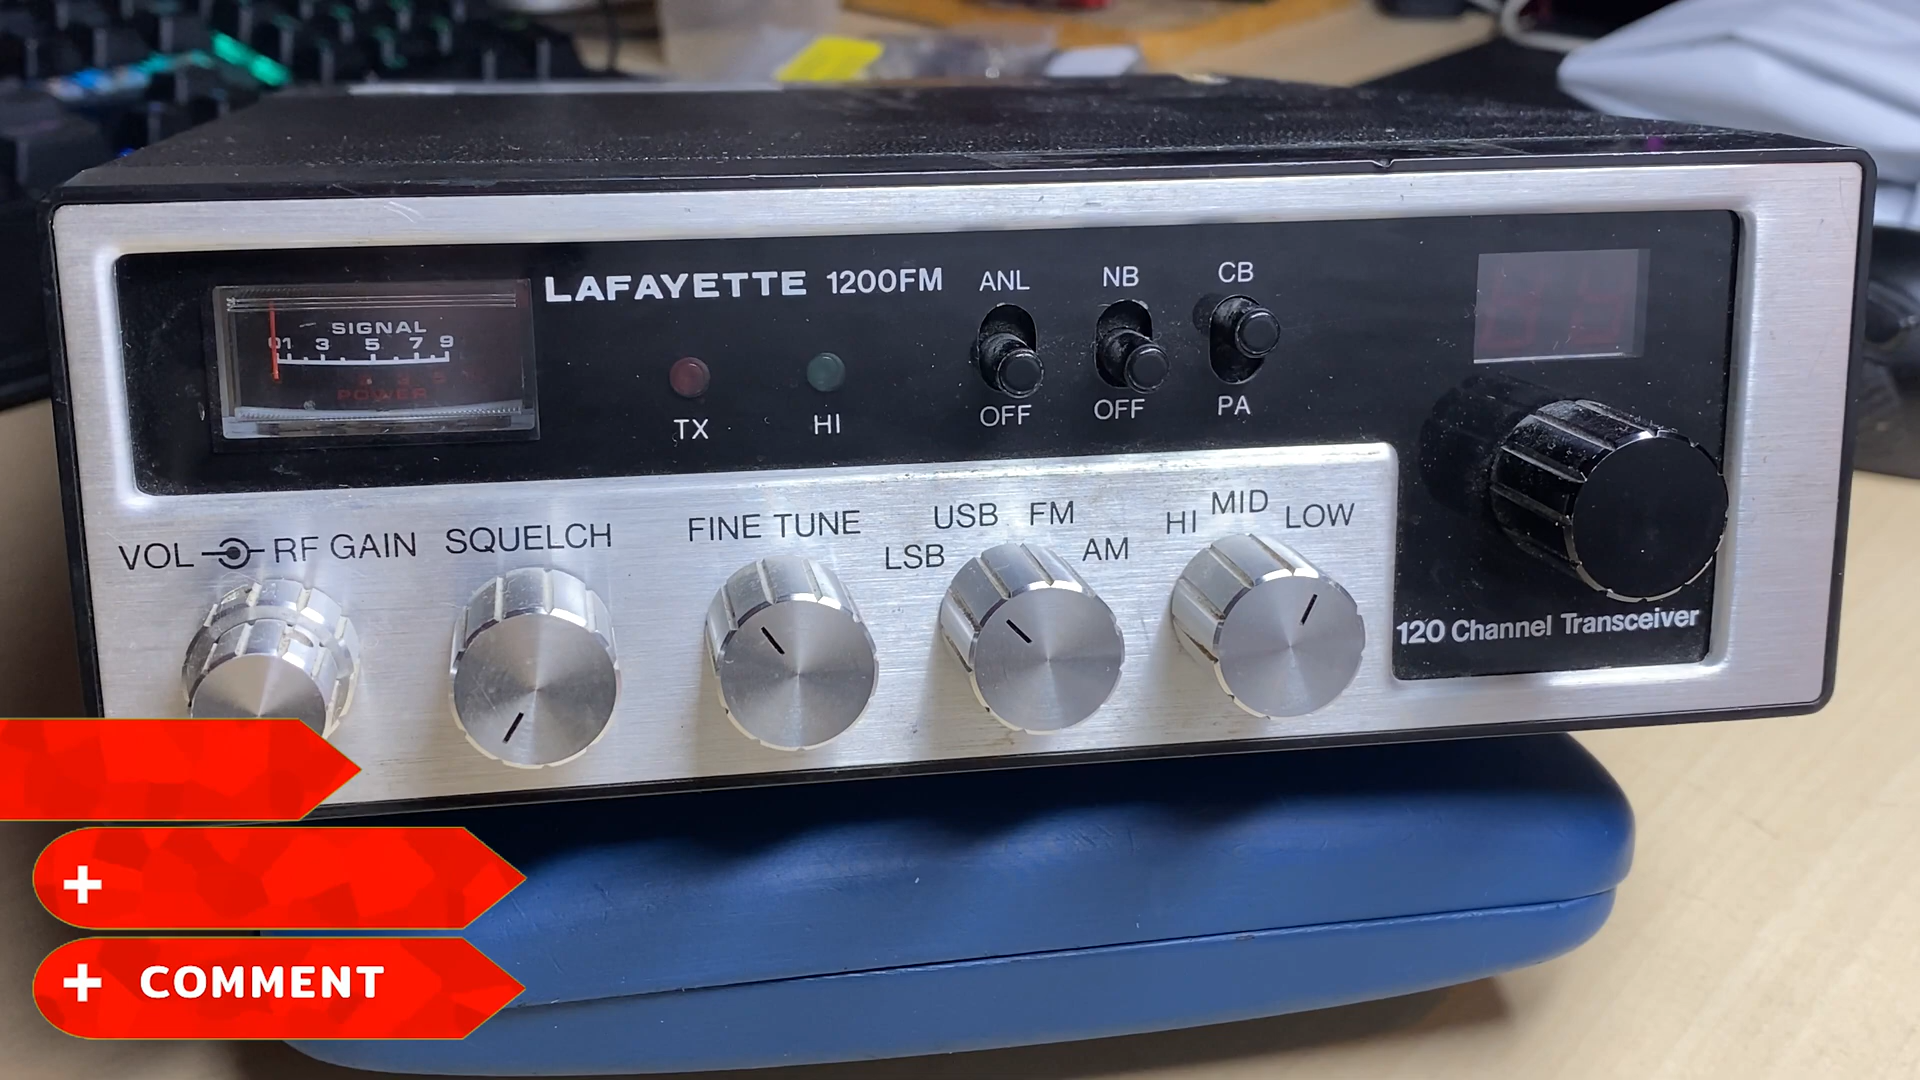 LAFAYETTE 1200FM
ANL
NB
CB
SIGNAL
01 3 5 7 9
POWER
TX
HI
OFF
OFF
PA
VOL RF GAIN
SQUELCH
FINE TUNE
LSB
USB
FM
AM
HI
MID
LOW
120 Channel Transceiver
+
+ COMMENT